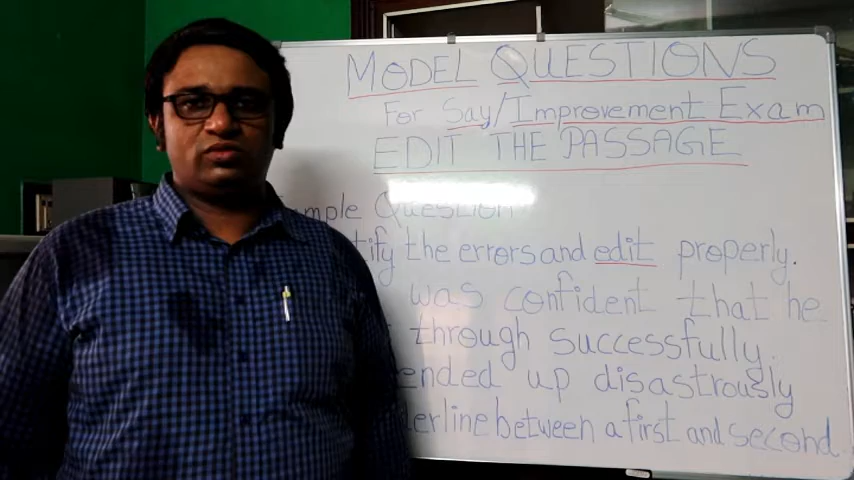 MODEL QUESTIONS
For Say/Improvement Exam
EDIT THE PASSAGE
mple Question
tify the errors and edit properly.
was confident that he
through successfully.
ended up disastrously
derline between a first and second.